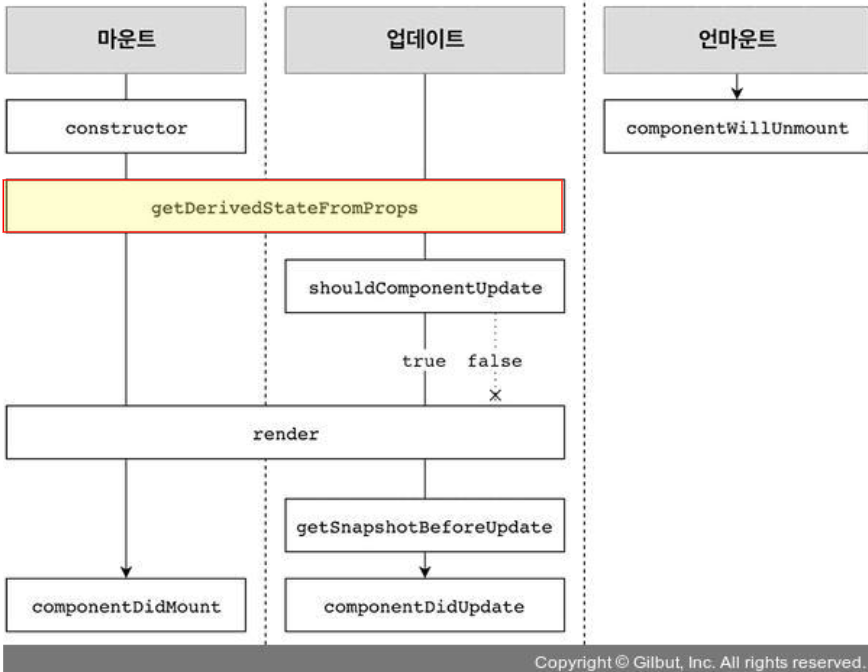 마운트
업데이트
언마운트
constructor
componentWillUnmount
getDerivedStateFromProps
shouldComponentUpdate
true false
render
getSnapshotBeforeUpdate
componentDidMount
componentDidUpdate
Copyright © Gilbut, Inc. All rights reserved.